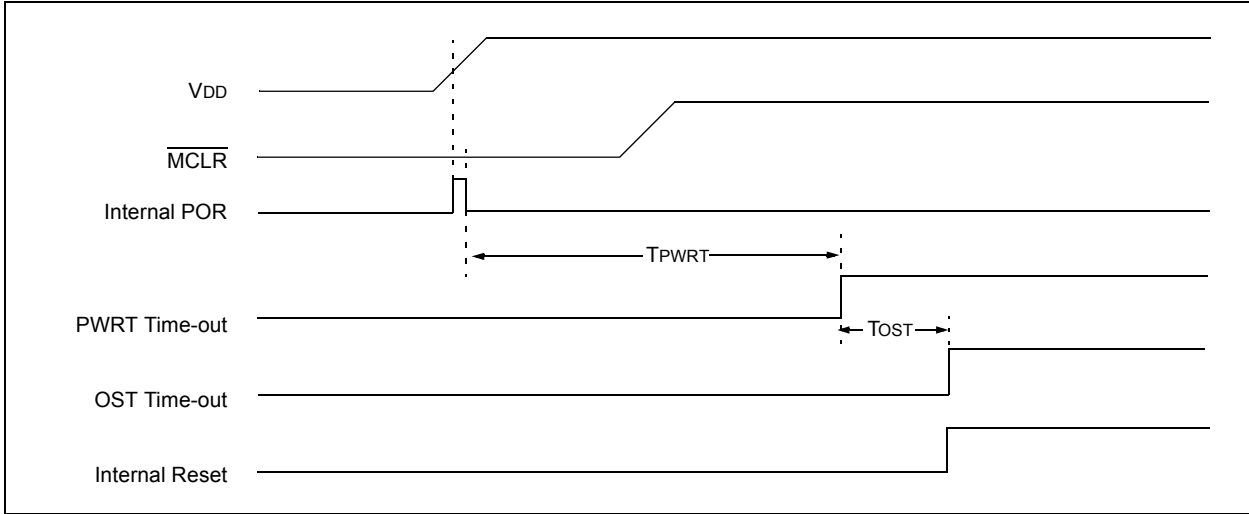 VDD
MCLR
Internal POR
TPWRT
PWRT Time-out
TOST
OST Time-out
Internal Reset